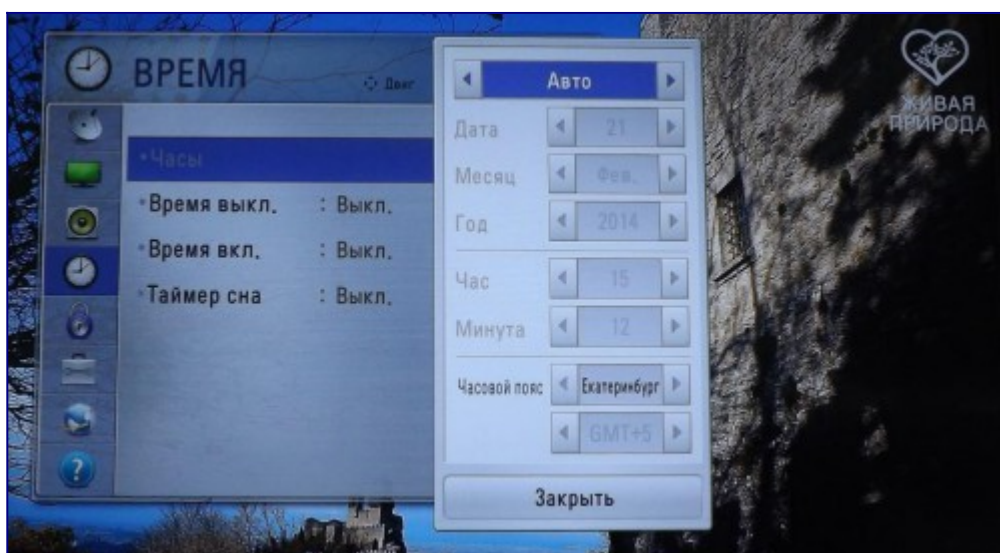 ВРЕМЯ
Двиг
•Часы
•Время выкл. : Выкл.
•Время вкл. : Выкл.
•Таймер сна : Выкл.
Авто
Дата 21
Месяц Фев.
Год 2014
Час 15
Минута 12
Часовой пояс Екатеринбург
GMT+5
Закрыть
?
ЖИВАЯ
ПРИРОДА